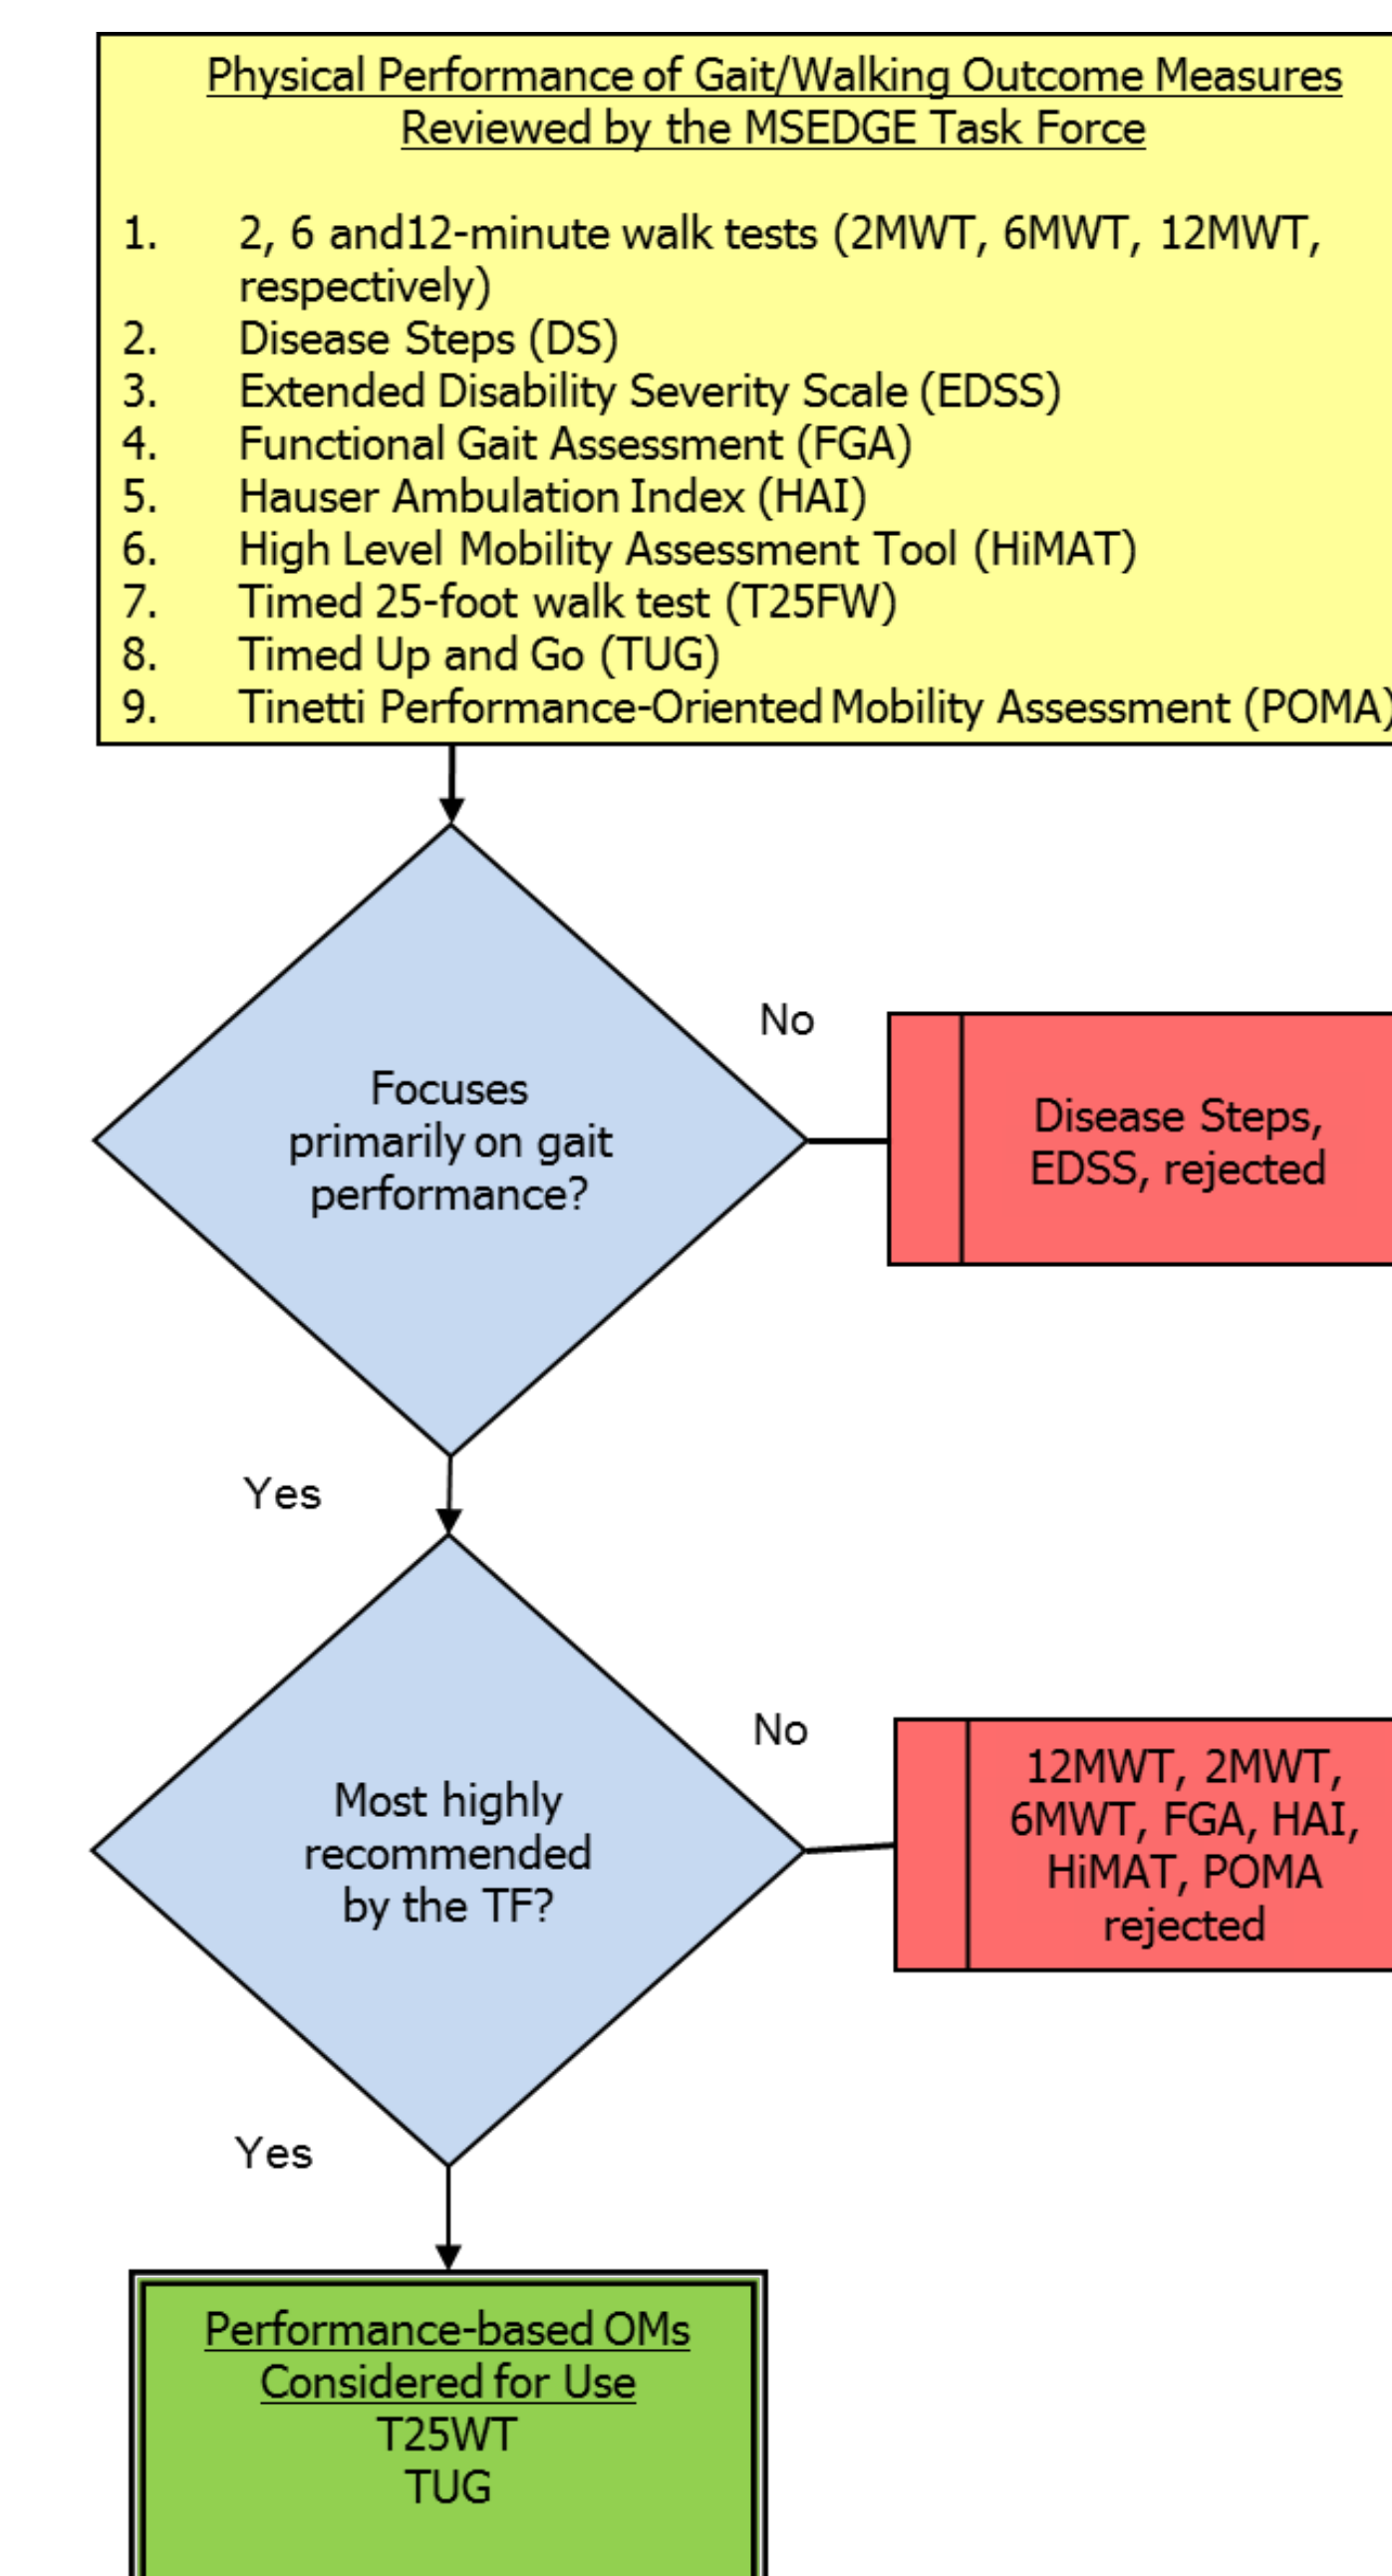 Physical Performance of Gait/Walking Outcome Measures
Reviewed by the MSEDGE Task Force
1. 2, 6 and12-minute walk tests (2MWT, 6MWT, 12MWT,
respectively)
2. Disease Steps (DS)
3. Extended Disability Severity Scale (EDSS)
4. Functional Gait Assessment (FGA)
5. Hauser Ambulation Index (HAI)
6. High Level Mobility Assessment Tool (HiMAT)
7. Timed 25-foot walk test (T25FW)
8. Timed Up and Go (TUG)
9. Tinetti Performance-Oriented Mobility Assessment (POMA)
No
Focuses
primarily on gait
performance?
Disease Steps,
EDSS, rejected
Yes
No
Most highly
recommended
by the TF?
12MWT, 2MWT,
6MWT, FGA, HAI,
HiMAT, POMA
rejected
Yes
Performance-based OMs
Considered for Use
T25WT
TUG